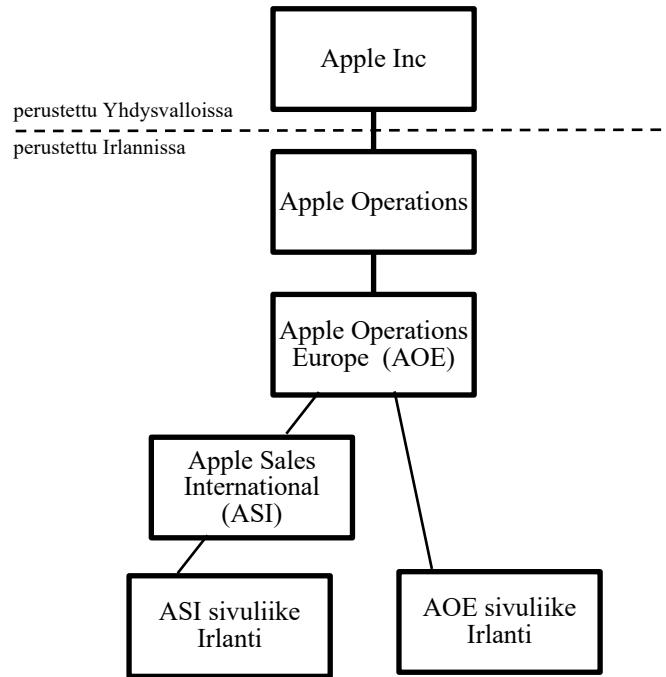 Apple Inc
perustettu Yhdysvalloissa
perustettu Irlannissa
Apple Operations
Apple Operations
Europe (AOE)
Apple Sales
International
(ASI)
ASI sivuliike
Irlanti
AOE sivuliike
Irlanti